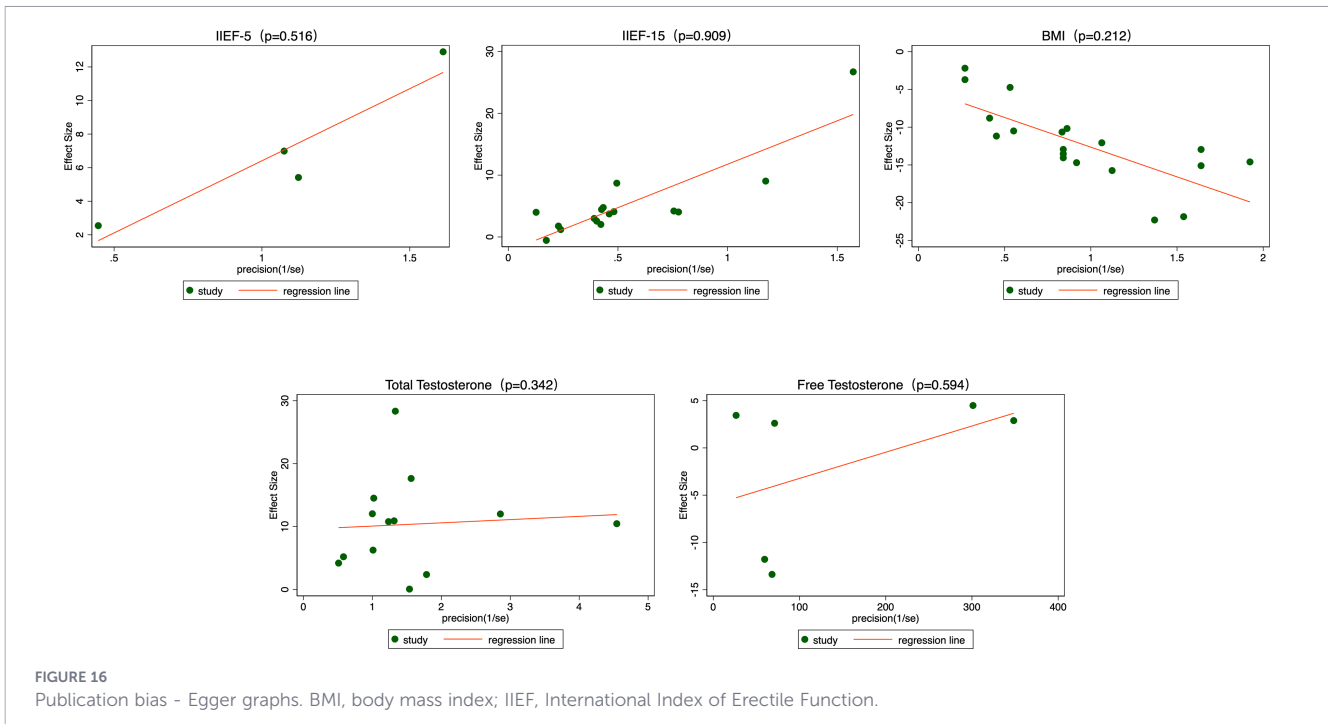 IIEF-5 (p=0.516)
Effect Size
12
10
8
6
4
2
.5
1
1.5
precision(1/se)
study
regression line
IIEF-15 (p=0.909)
Effect Size
30
20
10
0
0
.5
1
1.5
precision(1/se)
study
regression line
BMI (p=0.212)
Effect Size
0
-5
-10
-15
-20
-25
0
.5
1
1.5
2
precision(1/se)
study
regression line
Total Testosterone (p=0.342)
Effect Size
30
20
10
0
0
1
2
3
4
5
precision(1/se)
study
regression line
Free Testosterone (p=0.594)
Effect Size
5
0
-5
-10
-15
0
100
200
300
400
precision(1/se)
study
regression line
FIGURE 16
Publication bias - Egger graphs. BMI, body mass index; IIEF, International Index of Erectile Function.